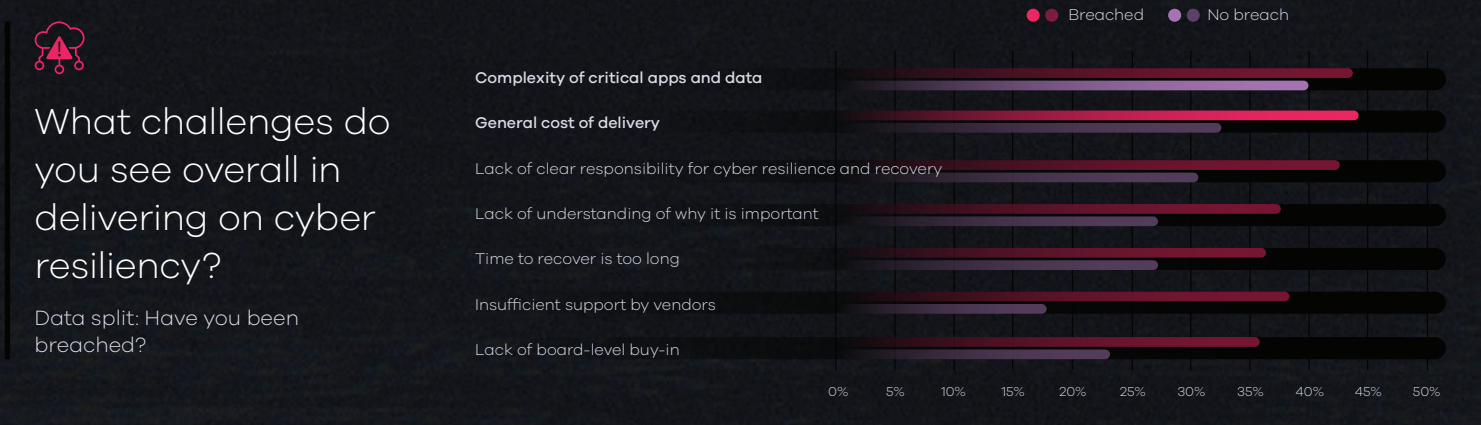 What challenges do
you see overall in
delivering on cyber
resiliency?
Data split: Have you been
breached?
Breached
No breach
Complexity of critical apps and data
General cost of delivery
Lack of clear responsibility for cyber resilience and recovery
Lack of understanding of why it is important
Time to recover is too long
Insufficient support by vendors
Lack of board-level buy-in
0% 5% 10% 15% 20% 25% 30% 35% 40% 45% 50%